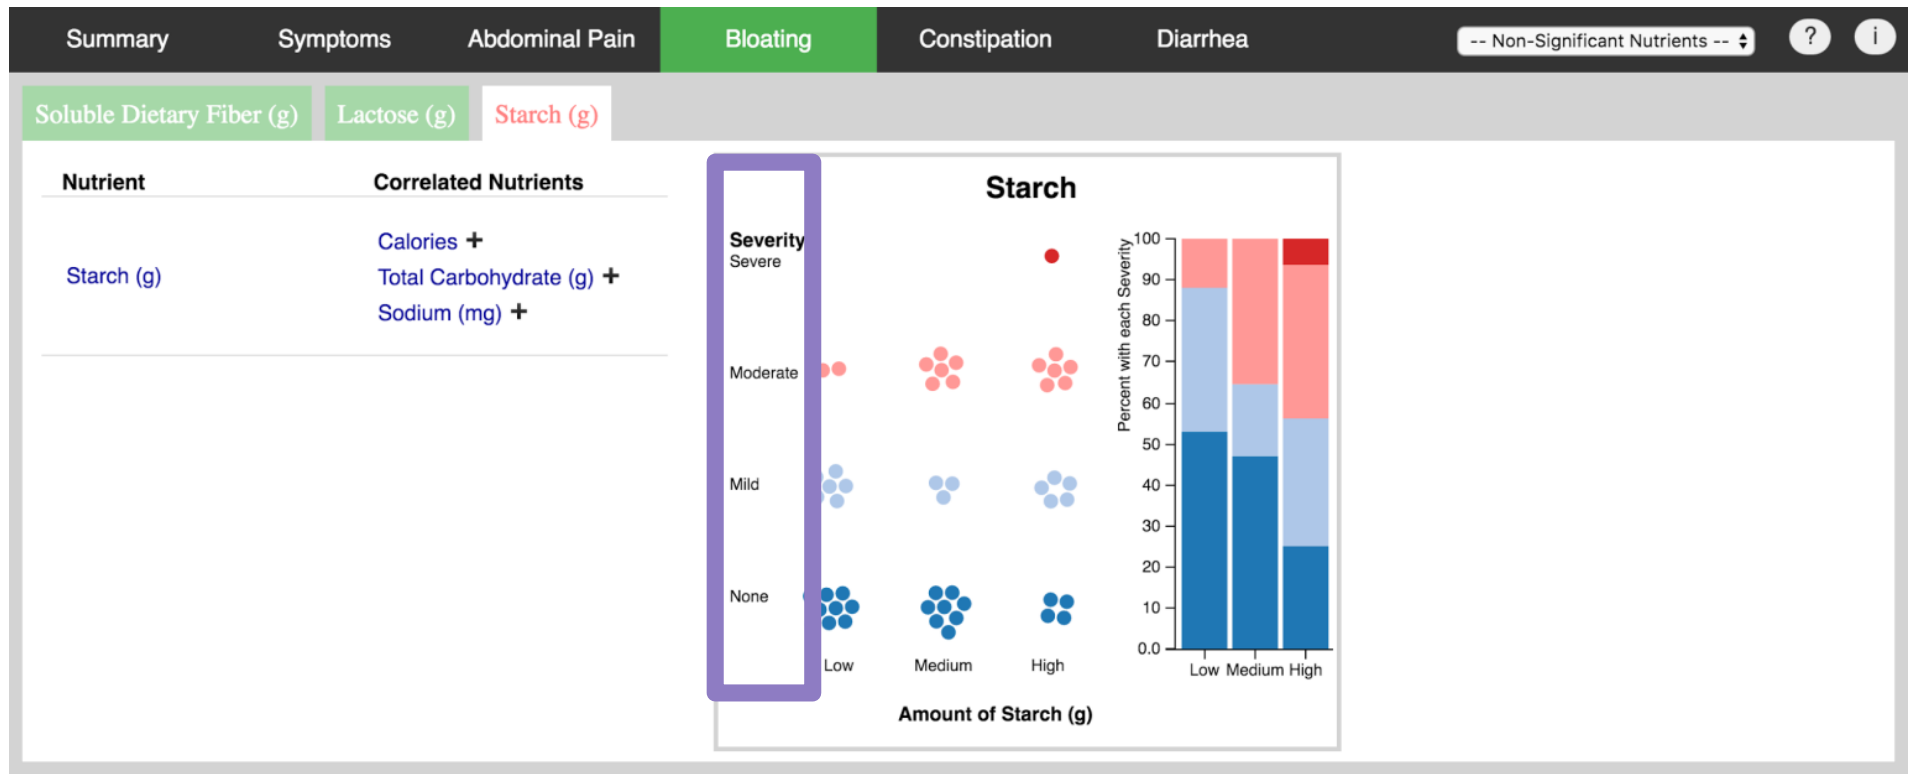 Summary Symptoms Abdominal Pain Bloating Constipation Diarrhea -- Non-Significant Nutrients -- ? i
Soluble Dietary Fiber (g) Lactose (g) Starch (g)
Nutrient Correlated Nutrients
Calories +
Starch (g) Total Carbohydrate (g) +
Sodium (mg) +
Starch
Severity
Severe
Moderate
Mild
None
Low Medium High
Amount of Starch (g)
Percent with each Severity
100
90
80
70
60
50
40
30
20
10
0.0
Low Medium High